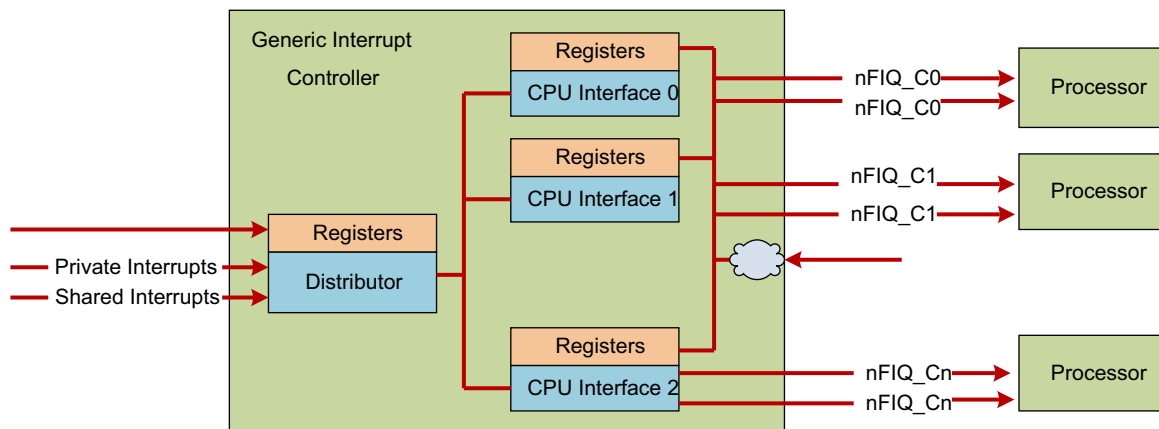 Generic Interrupt
Controller
Registers
CPU Interface 0
nFIQ_C0
nFIQ_C0
Processor
Registers
CPU Interface 1
nFIQ_C1
nFIQ_C1
Processor
Registers
Distributor
Private Interrupts
Shared Interrupts
Registers
CPU Interface 2
nFIQ_Cn
nFIQ_Cn
Processor